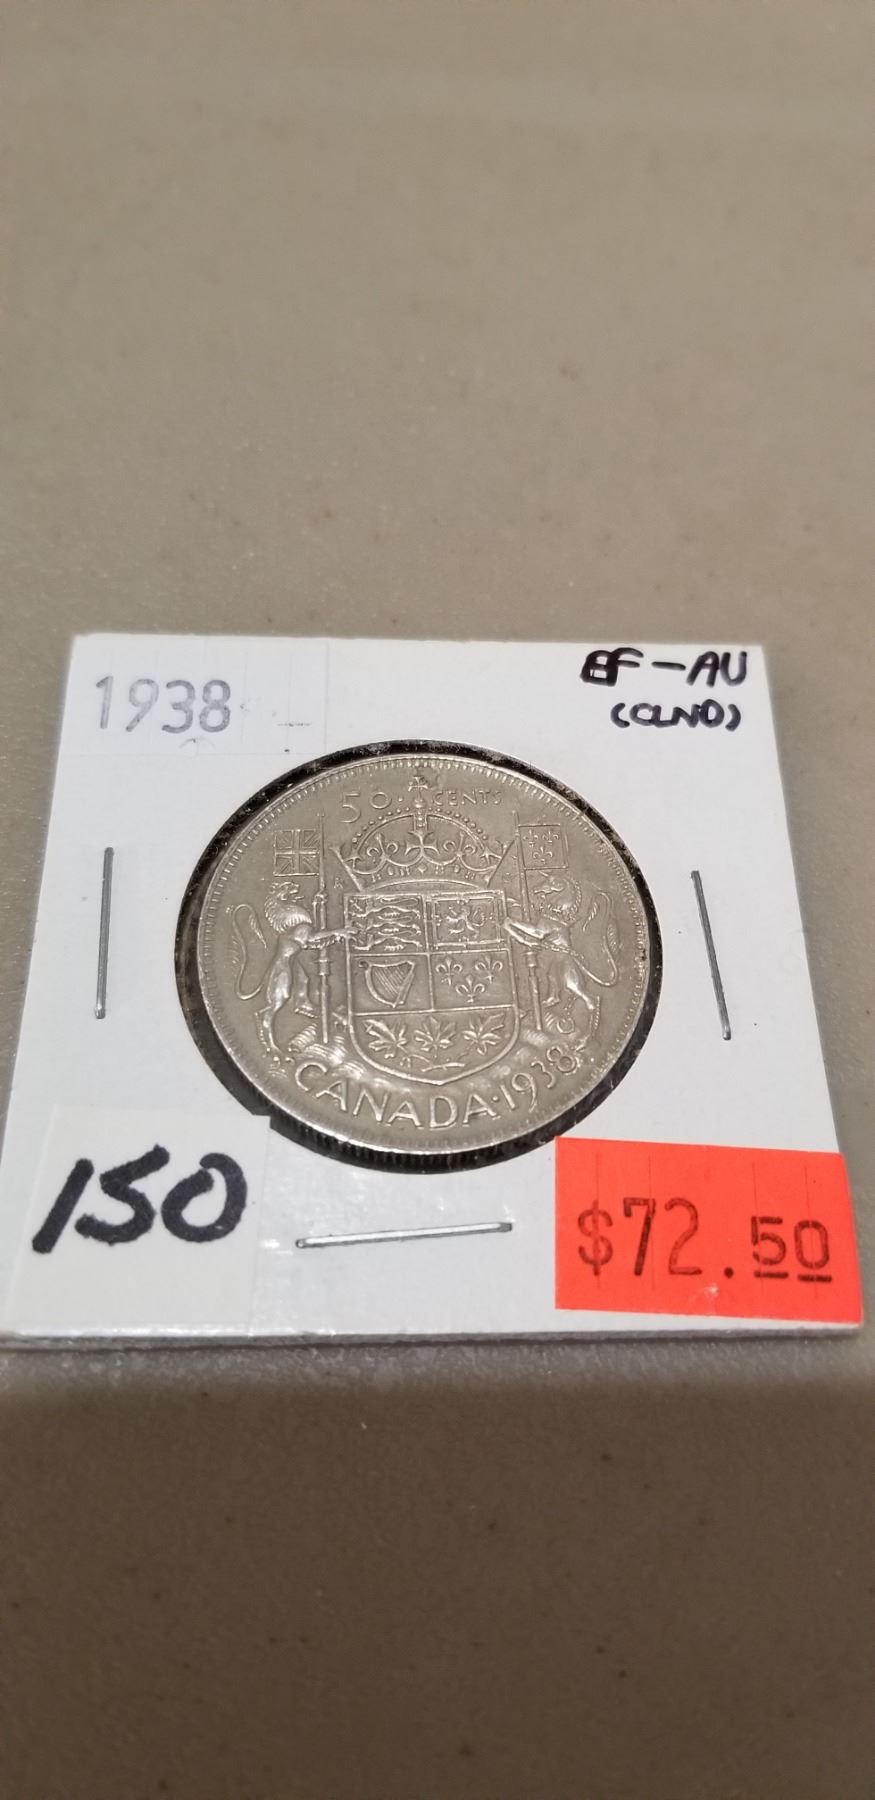 1938
EF-AU
(CLND)
50 CENTS
CANADA·1938
150
$72.50